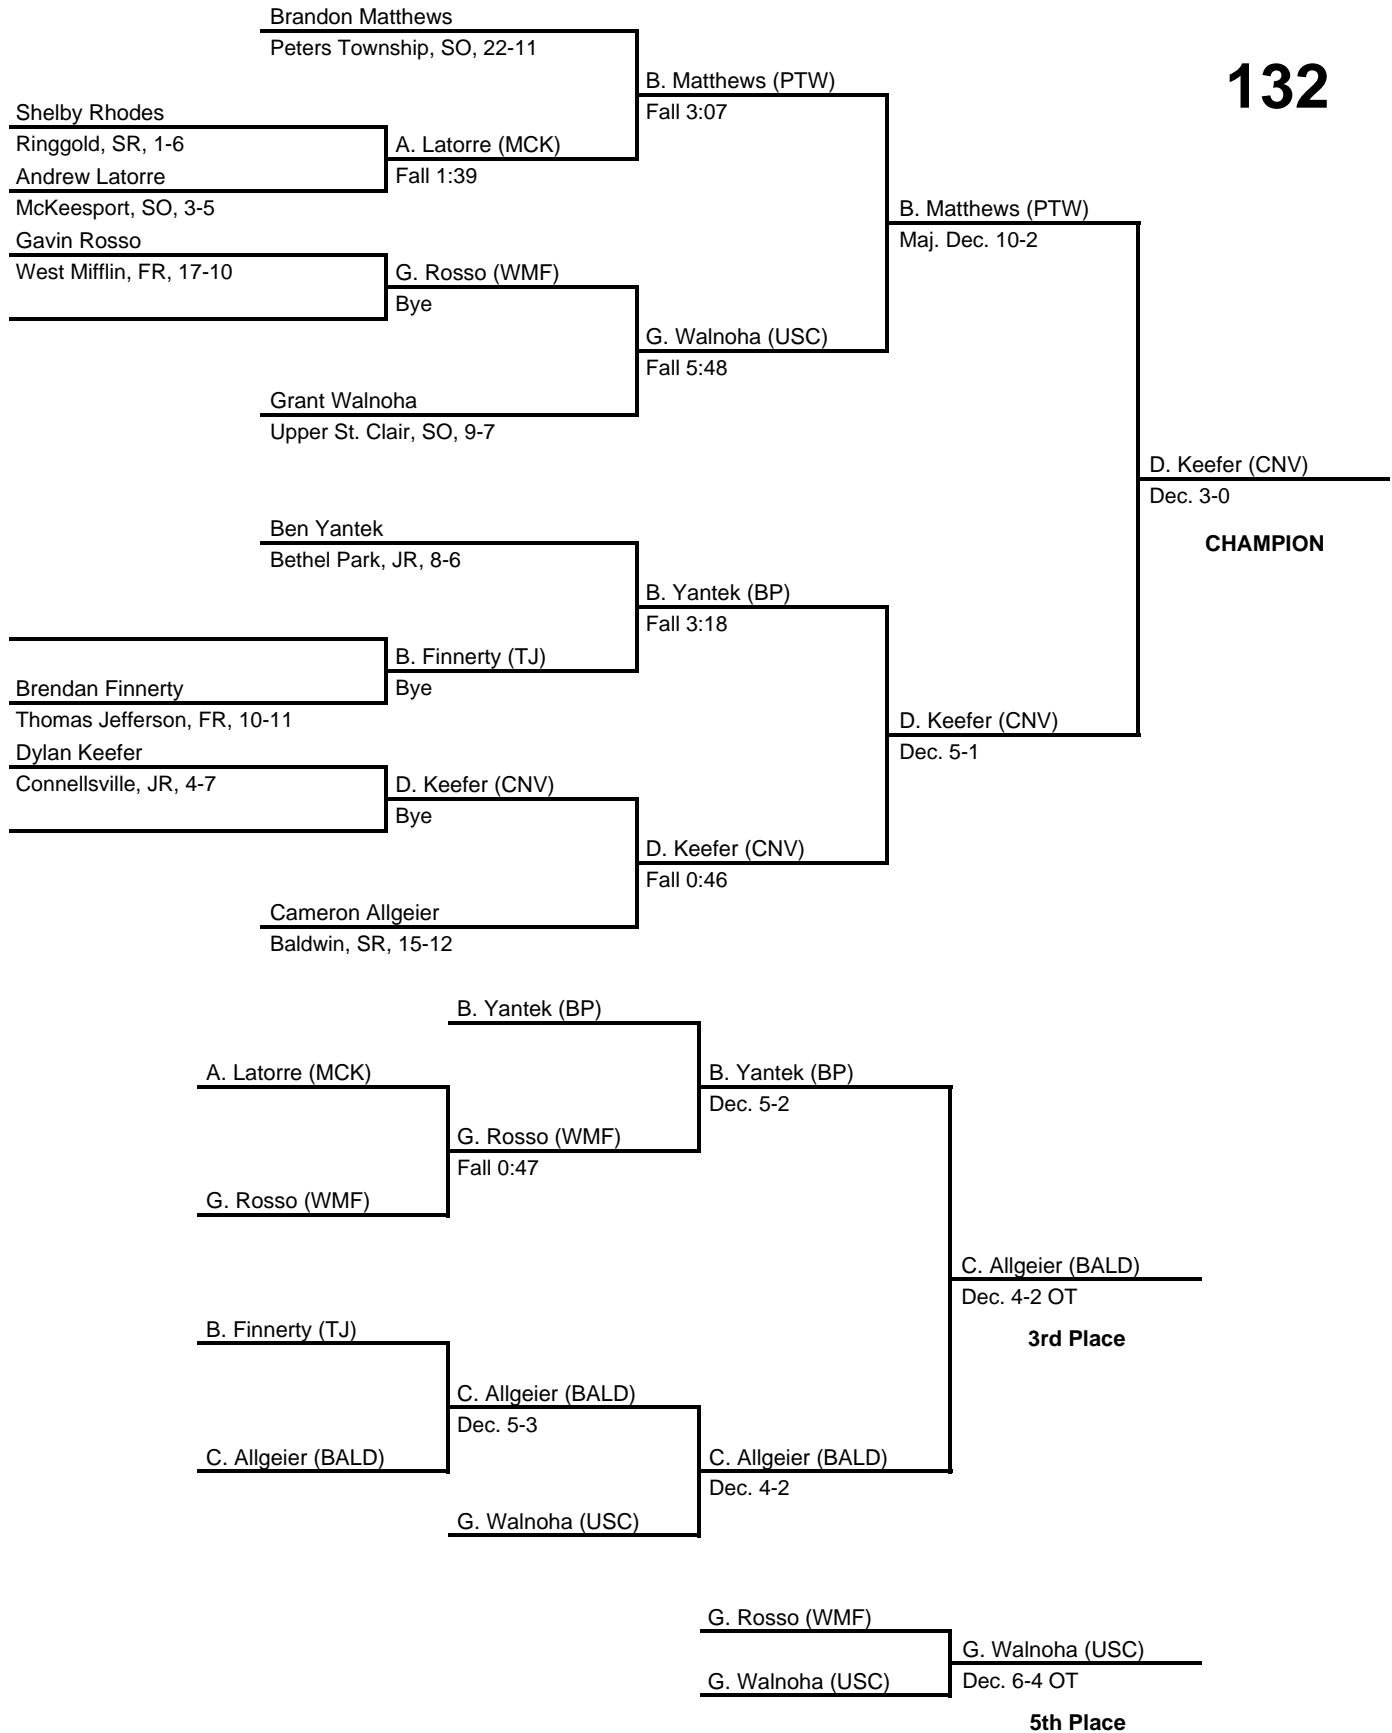 132
Brandon Matthews
Peters Township, SO, 22-11
B. Matthews (PTW)
Fall 3:07
Shelby Rhodes
Ringgold, SR, 1-6
A. Latorre (MCK)
Fall 1:39
Andrew Latorre
McKeesport, SO, 3-5
B. Matthews (PTW)
Maj. Dec. 10-2
Gavin Rosso
West Mifflin, FR, 17-10
G. Rosso (WMF)
Bye
G. Walnoha (USC)
Fall 5:48
Grant Walnoha
Upper St. Clair, SO, 9-7
D. Keefer (CNV)
Dec. 3-0
CHAMPION
Ben Yantek
Bethel Park, JR, 8-6
B. Yantek (BP)
Fall 3:18
B. Finnerty (TJ)
Bye
Brendan Finnerty
Thomas Jefferson, FR, 10-11
D. Keefer (CNV)
Dec. 5-1
Dylan Keefer
Connellsville, JR, 4-7
D. Keefer (CNV)
Bye
D. Keefer (CNV)
Fall 0:46
Cameron Allgeier
Baldwin, SR, 15-12
B. Yantek (BP)
A. Latorre (MCK)
B. Yantek (BP)
Dec. 5-2
G. Rosso (WMF)
Fall 0:47
G. Rosso (WMF)
C. Allgeier (BALD)
Dec. 4-2 OT
3rd Place
B. Finnerty (TJ)
C. Allgeier (BALD)
Dec. 5-3
C. Allgeier (BALD)
C. Allgeier (BALD)
Dec. 4-2
G. Walnoha (USC)
G. Rosso (WMF)
G. Walnoha (USC)
Dec. 6-4 OT
G. Walnoha (USC)
5th Place